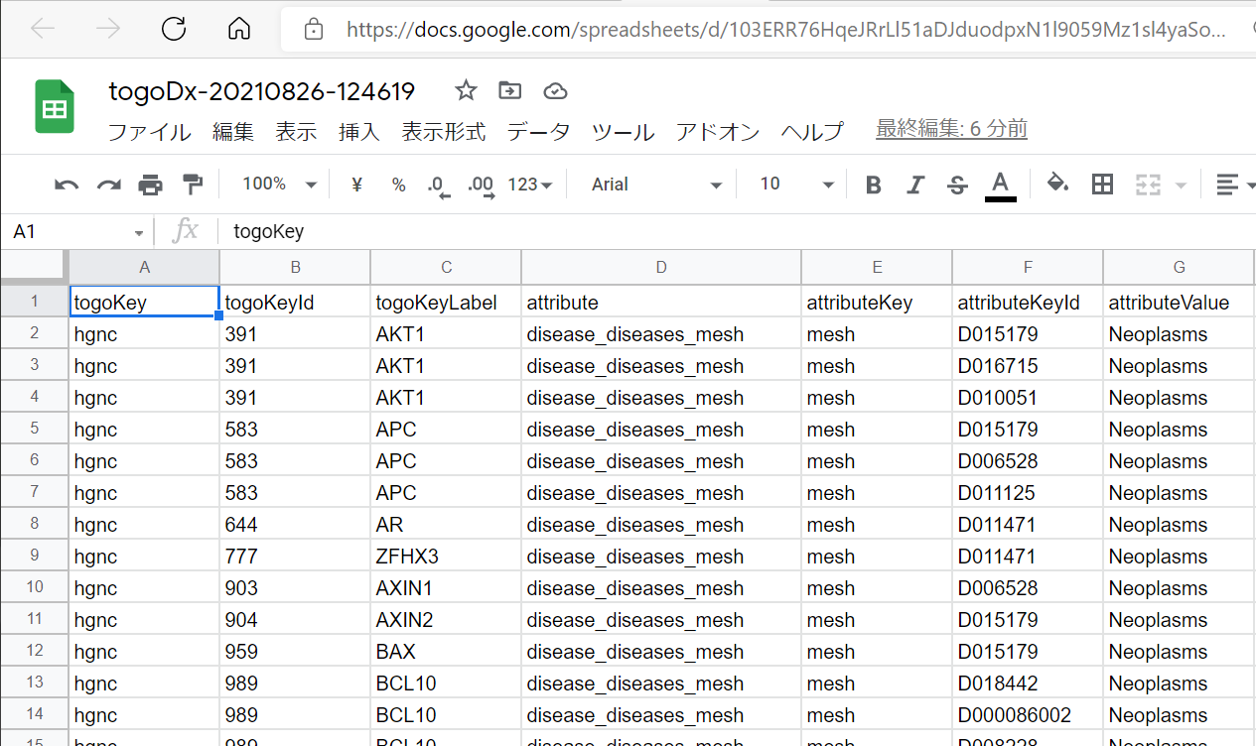 https://docs.google.com/spreadsheets/d/103ERR76HqeJRrLl51aDJduodpxN1l9059Mz1sl4yaSo...
togoDx-20210826-124619
ファイル 編集 表示 挿入 表示形式 データ ツール アドオン ヘルプ 最終編集: 6 分前
100% ¥ % .0 .00 123 Arial 10 B I S A
A1 fx togoKey
A B C D E F G
1 togoKey togoKeyId togoKeyLabel attribute attributeKey attributeKeyId attributeValue
2 hgnc 391 AKT1 disease_diseases_mesh mesh D015179 Neoplasms
3 hgnc 391 AKT1 disease_diseases_mesh mesh D016715 Neoplasms
4 hgnc 391 AKT1 disease_diseases_mesh mesh D010051 Neoplasms
5 hgnc 583 APC disease_diseases_mesh mesh D015179 Neoplasms
6 hgnc 583 APC disease_diseases_mesh mesh D006528 Neoplasms
7 hgnc 583 APC disease_diseases_mesh mesh D011125 Neoplasms
8 hgnc 644 AR disease_diseases_mesh mesh D011471 Neoplasms
9 hgnc 777 ZFHX3 disease_diseases_mesh mesh D011471 Neoplasms
10 hgnc 903 AXIN1 disease_diseases_mesh mesh D006528 Neoplasms
11 hgnc 904 AXIN2 disease_diseases_mesh mesh D015179 Neoplasms
12 hgnc 959 BAX disease_diseases_mesh mesh D015179 Neoplasms
13 hgnc 989 BCL10 disease_diseases_mesh mesh D018442 Neoplasms
14 hgnc 989 BCL10 disease_diseases_mesh mesh D000086002 Neoplasms
15 hgnc 989 BCL10 disease_diseases_mesh mesh D008228 Neoplasms